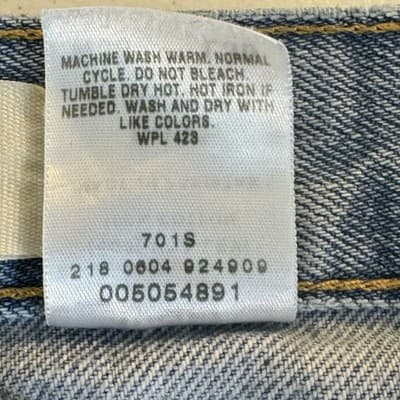 MACHINE WASH WARM. NORMAL
CYCLE. DO NOT BLEACH.
TUMBLE DRY HOT. HOT IRON IF
NEEDED. WASH AND DRY WITH
LIKE COLORS.
WPL 423
701S
218 0604 924909
005054891